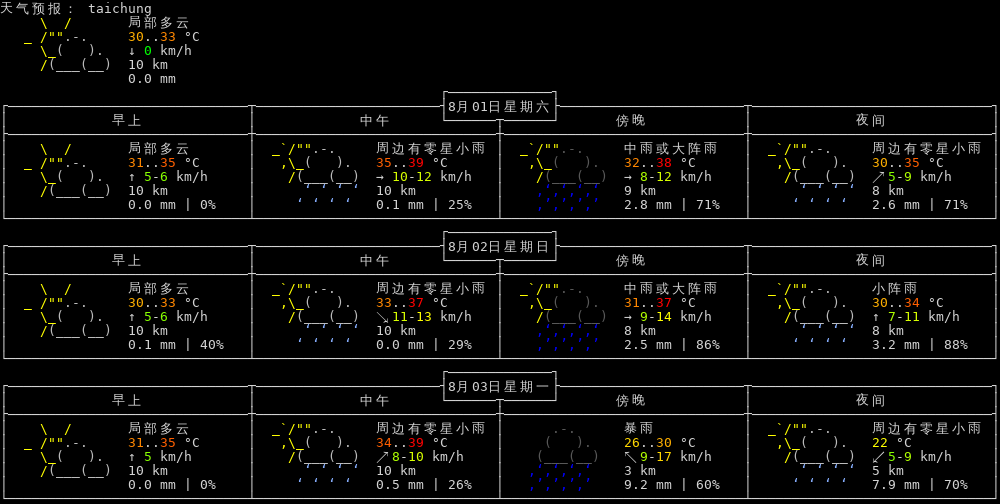 天气预报： taichung
局部多云
30..33 °C
↓ 0 km/h
10 km
0.0 mm
8月01日星期六
早上 中午 傍晚 夜间
局部多云 周边有零星小雨 中雨或大阵雨 周边有零星小雨
31..35 °C 35..39 °C 32..38 °C 30..35 °C
↑ 5-6 km/h → 10-12 km/h → 8-12 km/h ↗ 5-9 km/h
10 km 10 km 9 km 8 km
0.0 mm | 0% 0.1 mm | 25% 2.8 mm | 71% 2.6 mm | 71%
8月02日星期日
早上 中午 傍晚 夜间
局部多云 周边有零星小雨 中雨或大阵雨 小阵雨
30..33 °C 33..37 °C 31..37 °C 30..34 °C
↑ 5-6 km/h ↘ 11-13 km/h → 9-14 km/h ↑ 7-11 km/h
10 km 10 km 8 km 8 km
0.1 mm | 40% 0.0 mm | 29% 2.5 mm | 86% 3.2 mm | 88%
8月03日星期一
早上 中午 傍晚 夜间
局部多云 周边有零星小雨 暴雨 周边有零星小雨
31..35 °C 34..39 °C 26..30 °C 22 °C
↑ 5 km/h ↗ 8-10 km/h ↖ 9-17 km/h ↙ 5-9 km/h
10 km 10 km 3 km 5 km
0.0 mm | 0% 0.5 mm | 26% 9.2 mm | 60% 7.9 mm | 70%